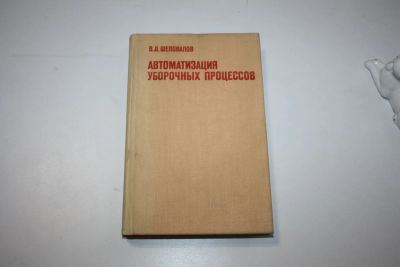 В.Д. ШЕПОВАЛОВ
АВТОМАТИЗАЦИЯ
УБОРОЧНЫХ ПРОЦЕССОВ